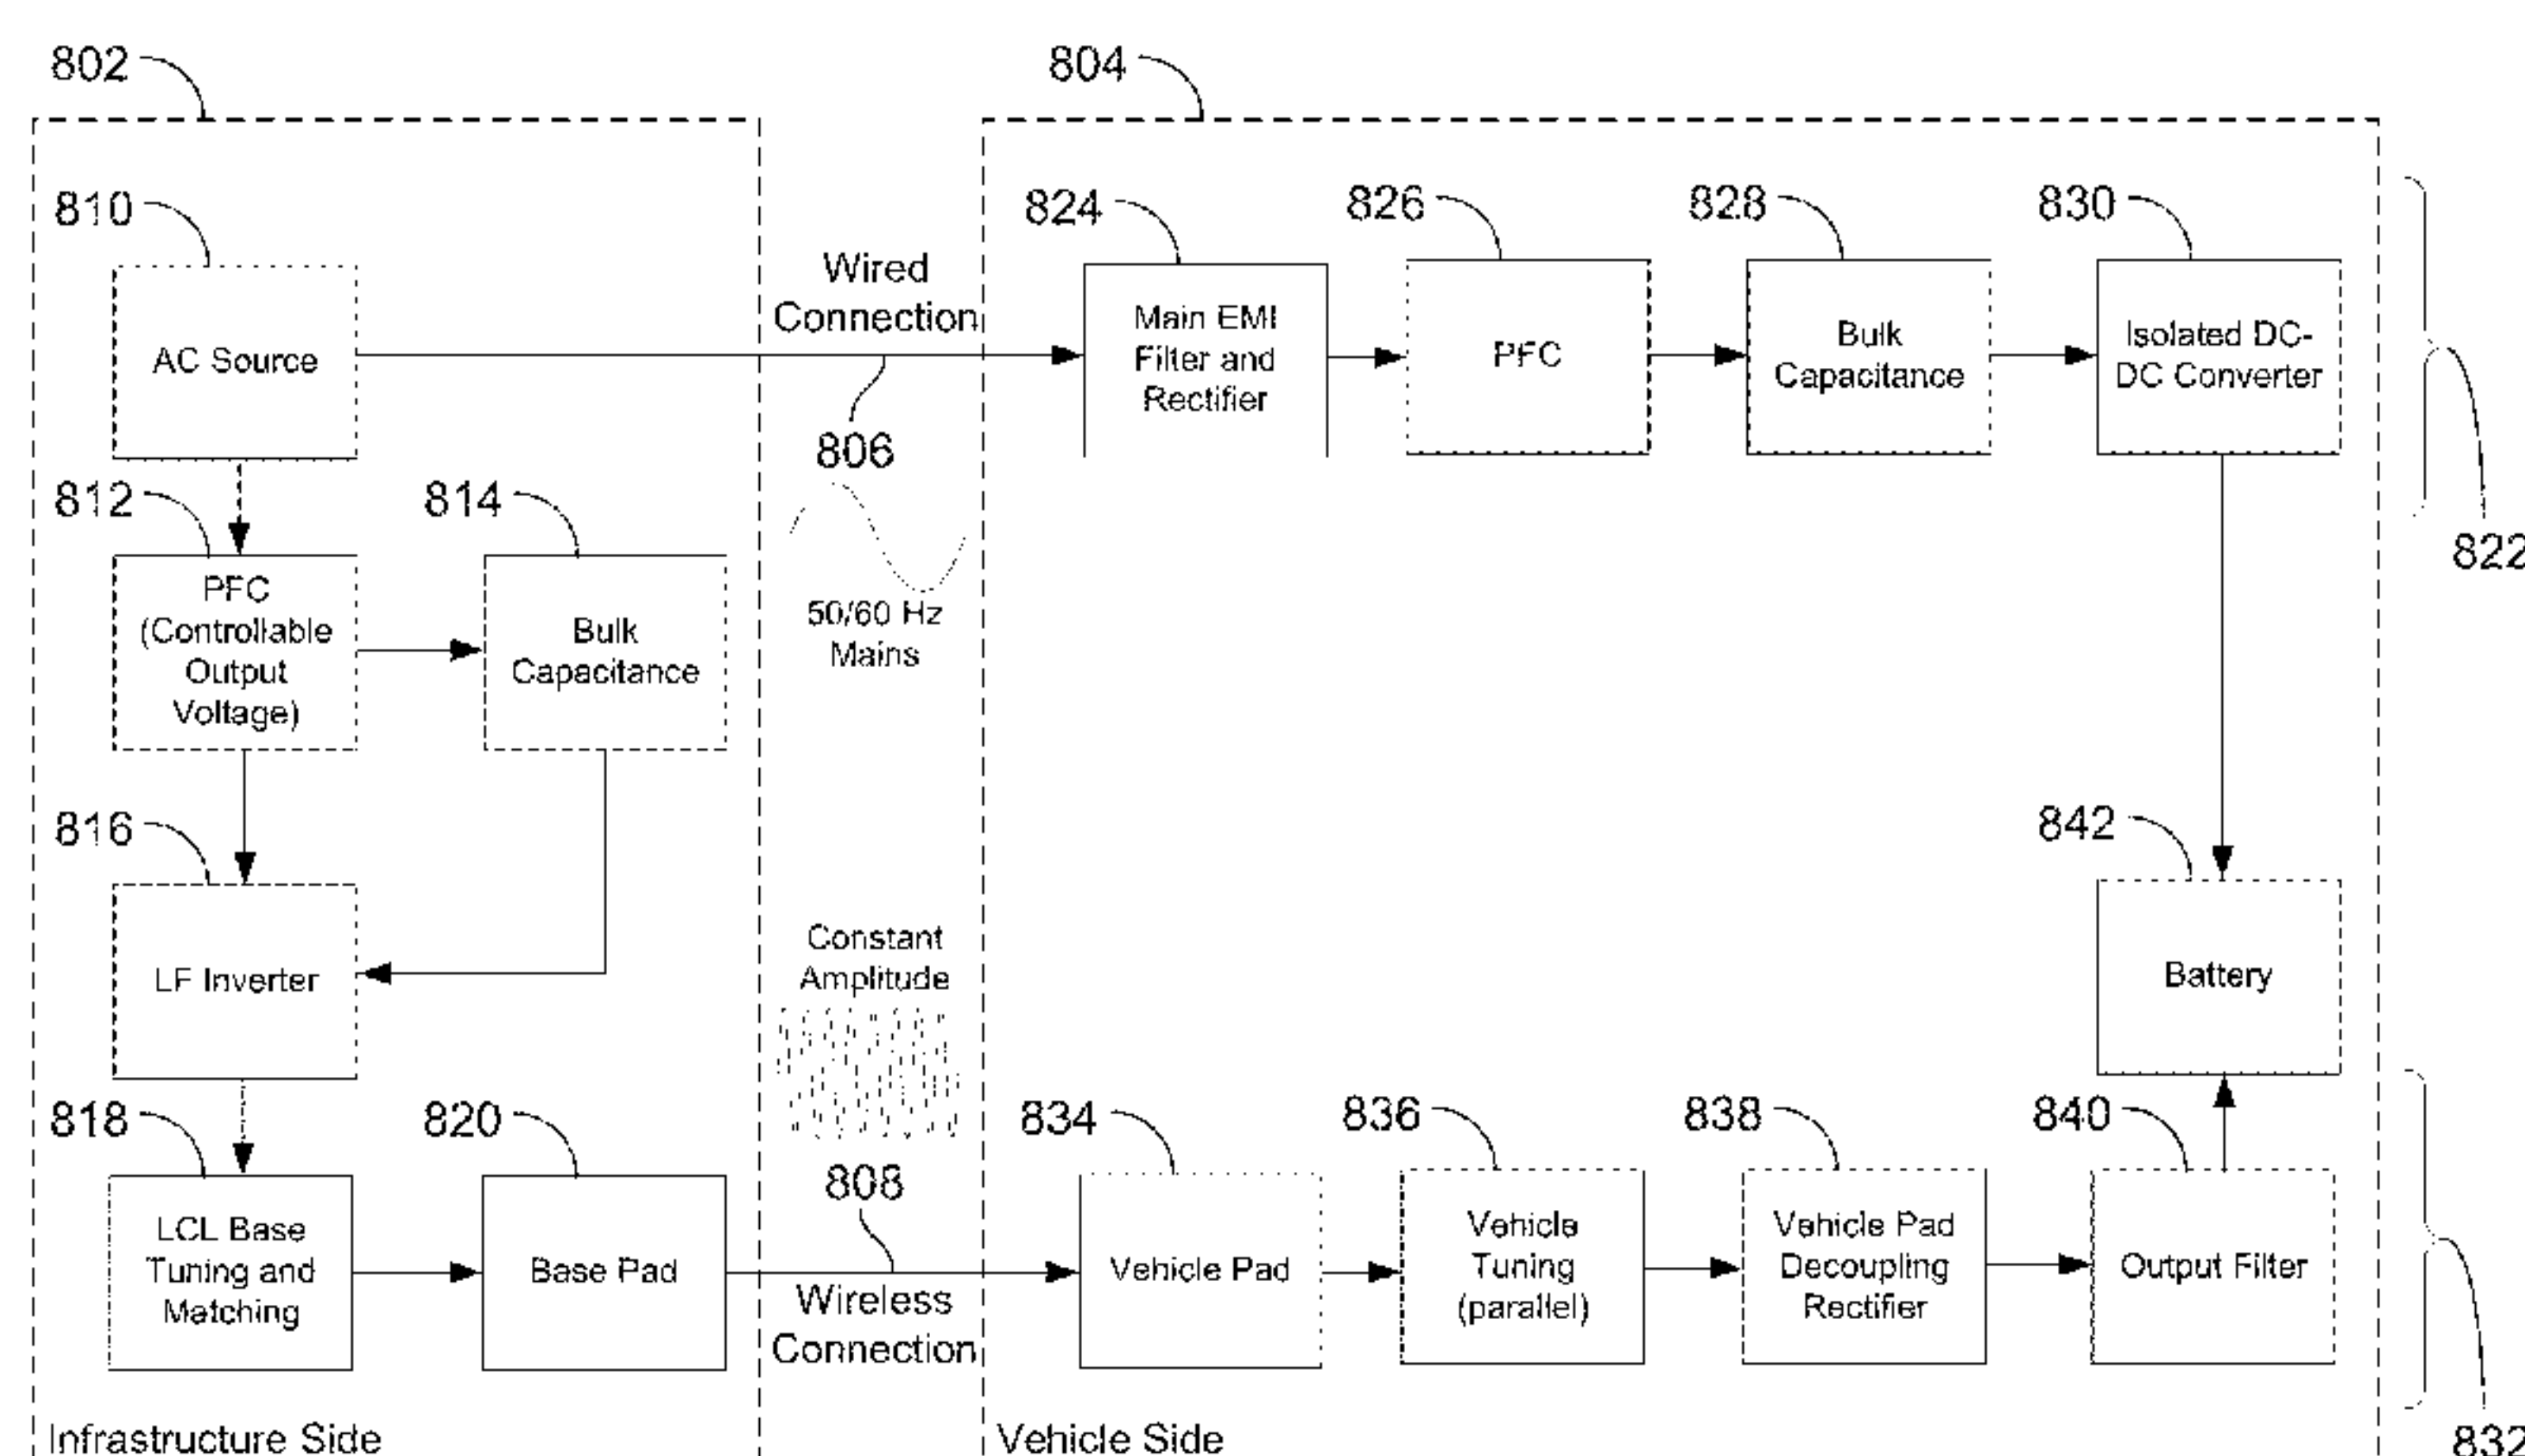 802
804
810
824
826
828
830
Wired
Connection
AC Source
Main EMI
Filter and
Rectifier
PFC
Bulk
Capacitance
Isolated DC-
DC Converter
806
822
812
814
PFC
(Controllable
Output
Voltage)
Bulk
Capacitance
50/60 Hz
Mains
816
842
LF Inverter
Constant
Amplitude
Battery
818
820
834
836
838
840
808
LCL Base
Tuning and
Matching
Base Pad
Wireless
Connection
Vehicle Pad
Vehicle
Tuning
(parallel)
Vehicle Pad
Decoupling
Rectifier
Output Filter
Infrastructure Side
Vehicle Side
832